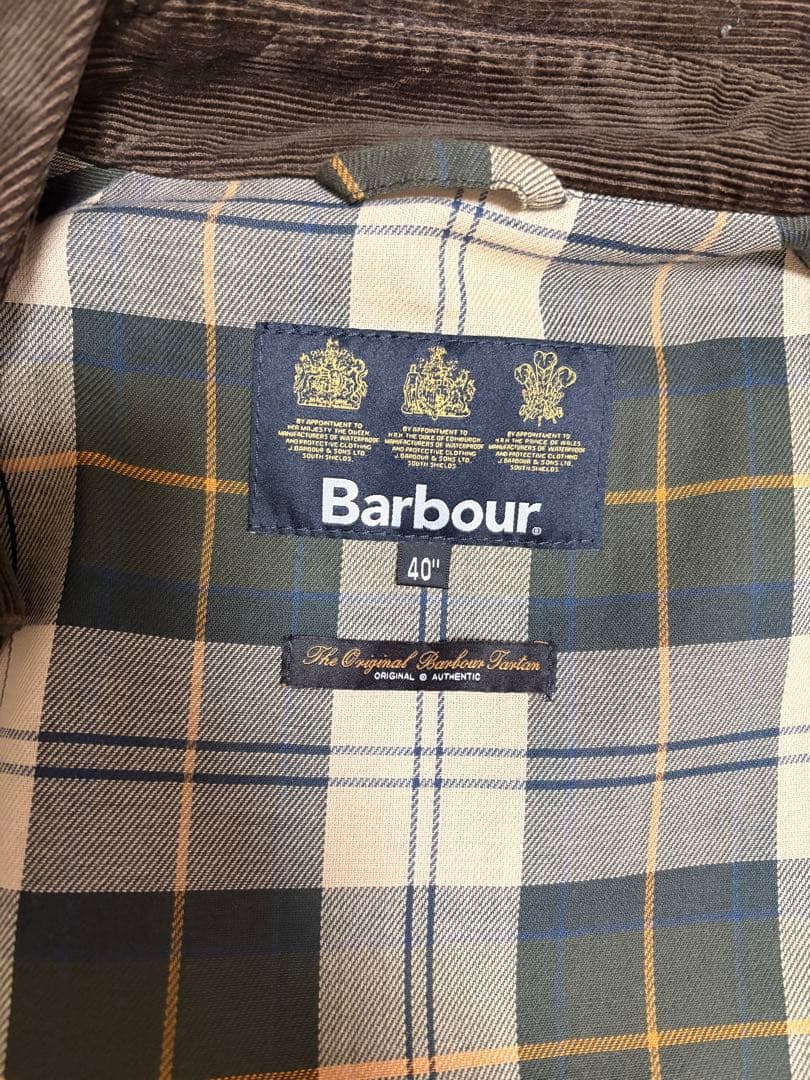 BY APPOINTMENT TO
HER MAJESTY THE QUEEN
MANUFACTURERS OF WATERPROOF
AND PROTECTIVE CLOTHING
J. BARBOUR & SONS LTD.
SOUTH SHIELDS
BY APPOINTMENT TO
H.R.H. THE DUKE OF EDINBURGH
MANUFACTURERS OF WATERPROOF
AND PROTECTIVE CLOTHING
J. BARBOUR & SONS LTD.
SOUTH SHIELDS
BY APPOINTMENT TO
H.R.H. THE PRINCE OF WALES
MANUFACTURERS OF WATERPROOF
AND PROTECTIVE CLOTHING
J. BARBOUR & SONS LTD.
SOUTH SHIELDS
Barbour®
40"
The Original Barbour Tartan
ORIGINAL © AUTHENTIC